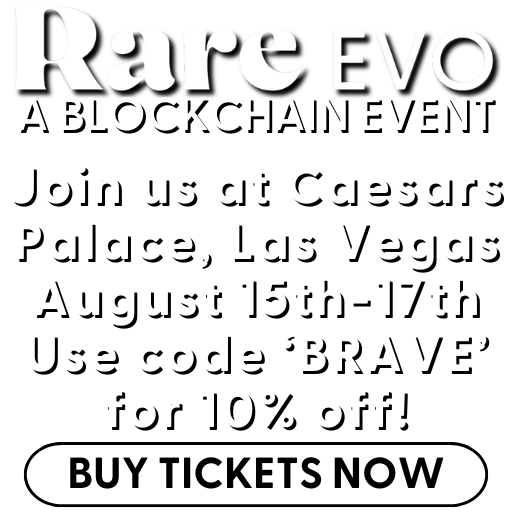 Rare EVO
A BLOCKCHAIN EVENT
Join us at Caesars
Palace, Las Vegas
August 15th-17th
Use code ‘BRAVE’
for 10% off!
BUY TICKETS NOW